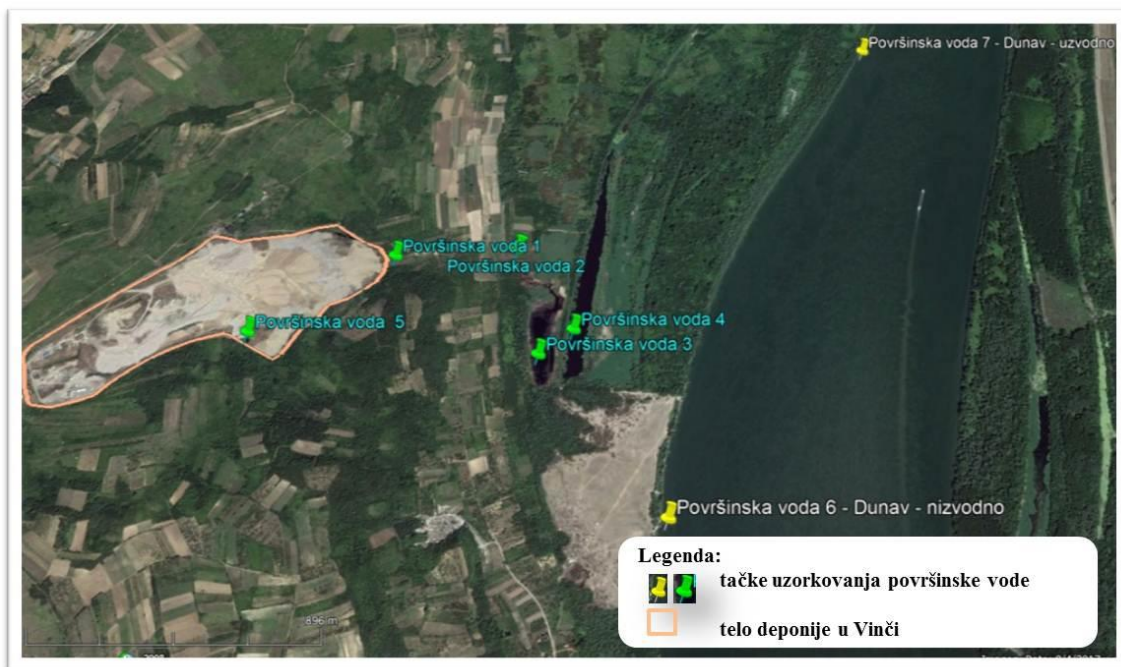 Površinska voda 7 - Dunav - uzvodno
Površinska voda 1
Površinska voda 2
Površinska voda 5
Površinska voda 4
Površinska voda 3
Površinska voda 6 - Dunav - nizvodno
Legenda:
tačke uzorkovanja površinske vode
telo deponije u Vinči
896 m